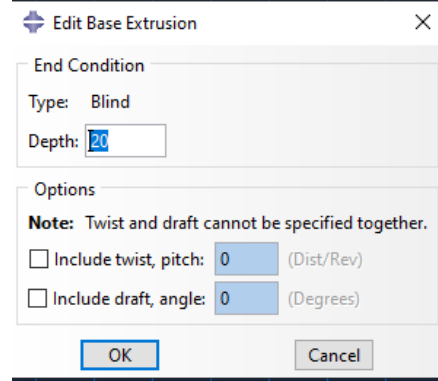 Edit Base Extrusion
End Condition
Type: Blind
Depth: 20
Options
Note: Twist and draft cannot be specified together.
Include twist, pitch: 0 (Dist/Rev)
Include draft, angle: 0 (Degrees)
OK Cancel